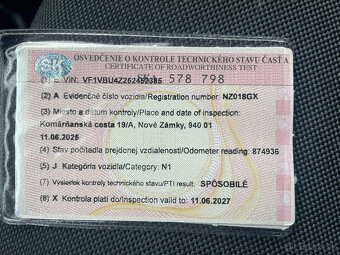 OSVEDČENIE O KONTROLE TECHNICKÉHO STAVU ČASŤ A
CERTIFICATE OF ROADWORTHINESS TEST
SK
578 798
(1) E VIN: VF1VBU4Z252452385
(2) A Evidenčné číslo vozidla/Registration number: NZ018GX
(3) Miesto a dátum kontroly/Place and date of inspection:
Komárňanská cesta 19/A, Nové Zámky, 940 01
11.06.2025
(4) Stav počítadla prejdenej vzdialenosti/Odometer reading: 874936
(5) J Kategória vozidla/Category: N1
(7) Výsledok kontroly technického stavu/PTI result: SPÔSOBILÉ
(8) X Kontrola platí do/Inspection valid to: 11.06.2027